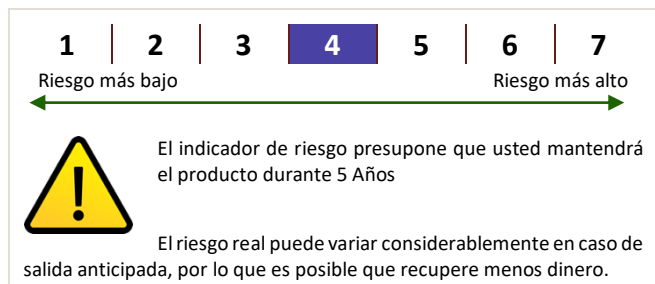 1 2 3 4 5 6 7
Riesgo más bajo Riesgo más alto
El indicador de riesgo presupone que usted mantendrá
el producto durante 5 Años
El riesgo real puede variar considerablemente en caso de
salida anticipada, por lo que es posible que recupere menos dinero.